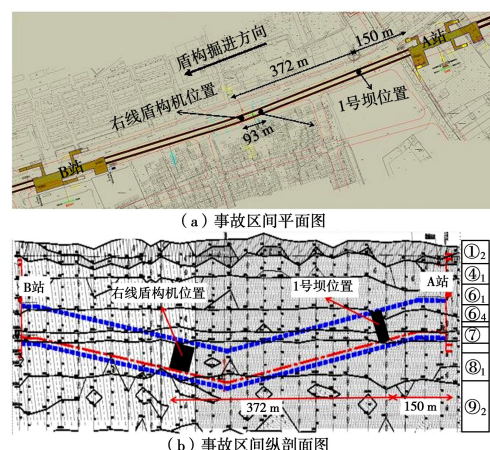 A站
150 m
盾构掘进方向
372 m
右线盾构机位置
1号坝位置
93 m
B站
(a)事故区间平面图
①₂
B站
A站
④₁
右线盾构机位置
1号坝位置
⑥₁
⑥₄
⑦
⑧₁
372 m
150 m
⑨₂
(b)事故区间纵剖面图